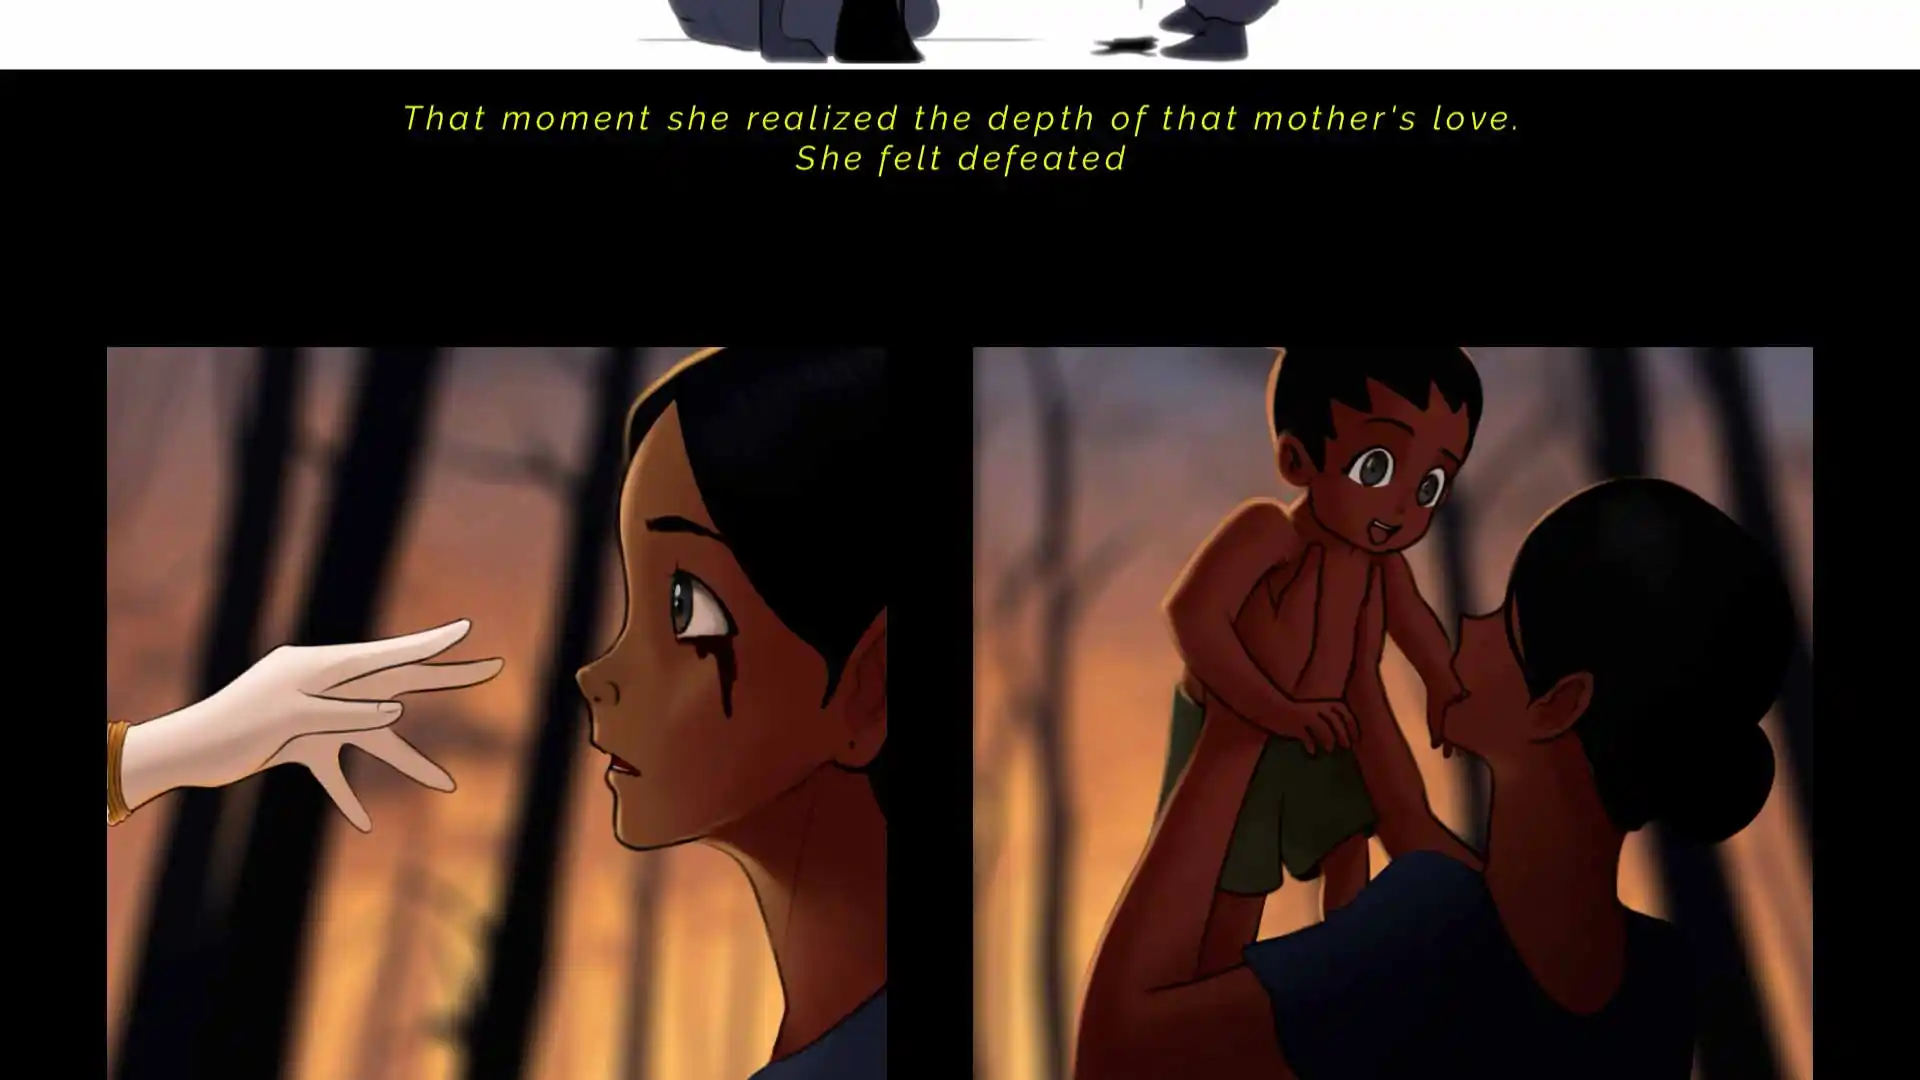 That moment she realized the depth of that mother's love.
She felt defeated